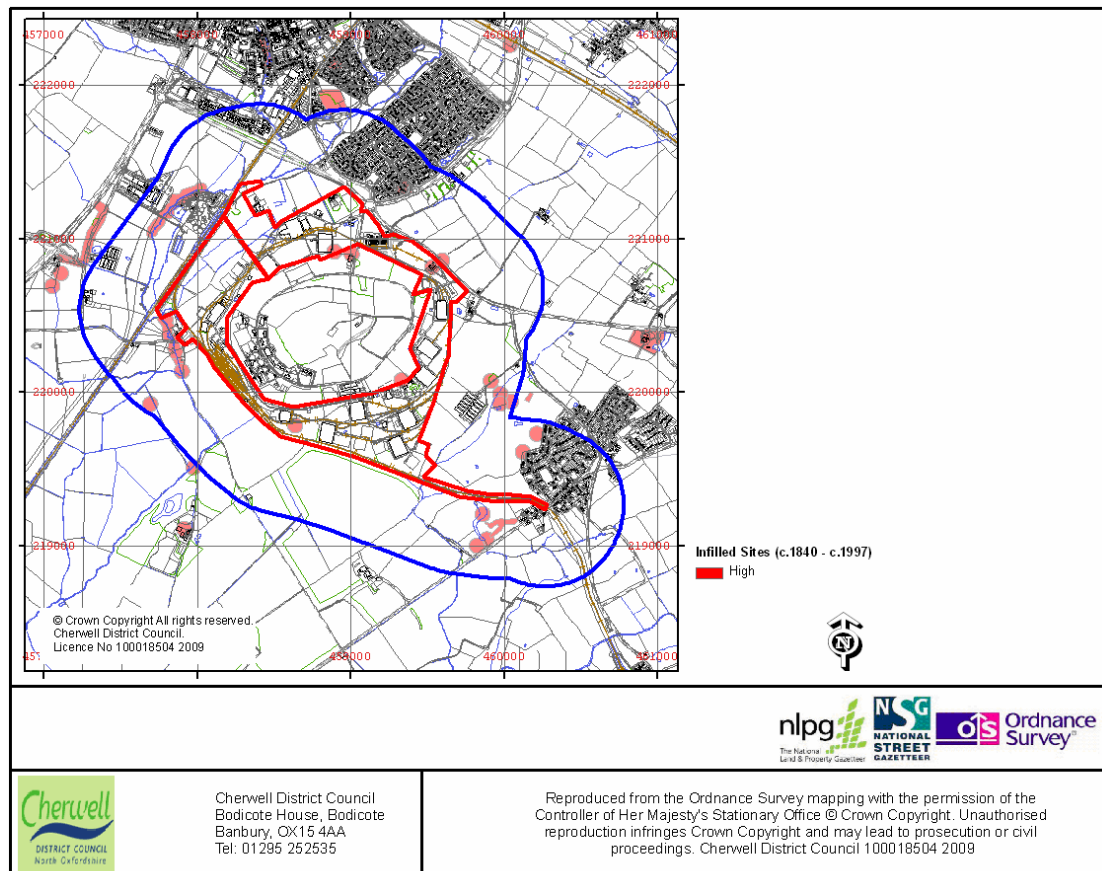 457000
458000
459000
460000
461000
222000
222000
221000
221000
220000
220000
219000
219000
459000
460000
461000
© Crown Copyright All rights reserved.
Cherwell District Council.
Licence No 100018504 2009
Infilled Sites (c.1840 - c.1997)
High
N
nlpg
The National
Land & Property Gazetteer
NSG
NATIONAL
STREET
GAZETTEER
OS
Ordnance
Survey®
Cherwell
DISTRICT COUNCIL
North Oxfordshire
Cherwell District Council
Bodicote House, Bodicote
Banbury, OX15 4AA
Tel: 01295 252535
Reproduced from the Ordnance Survey mapping with the permission of the
Controller of Her Majesty's Stationary Office © Crown Copyright. Unauthorised
reproduction infringes Crown Copyright and may lead to prosecution or civil
proceedings. Cherwell District Council 100018504 2009